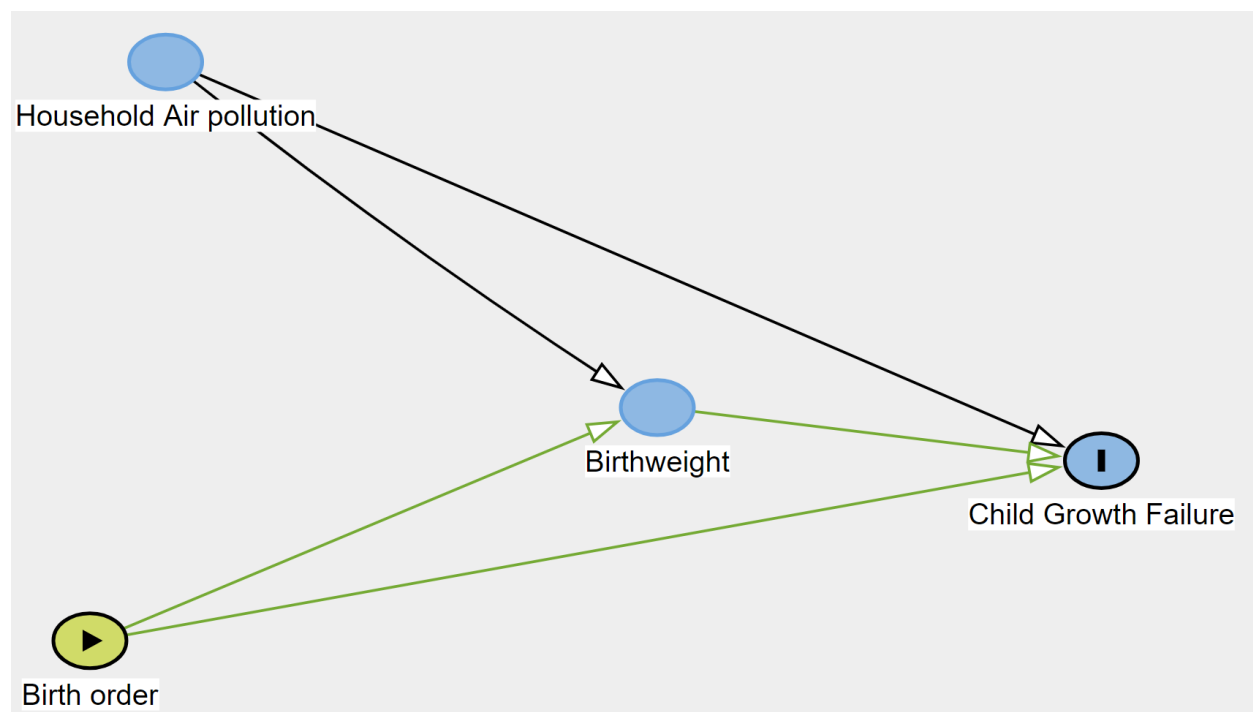 Household Air pollution
Birthweight
Child Growth Failure
Birth order